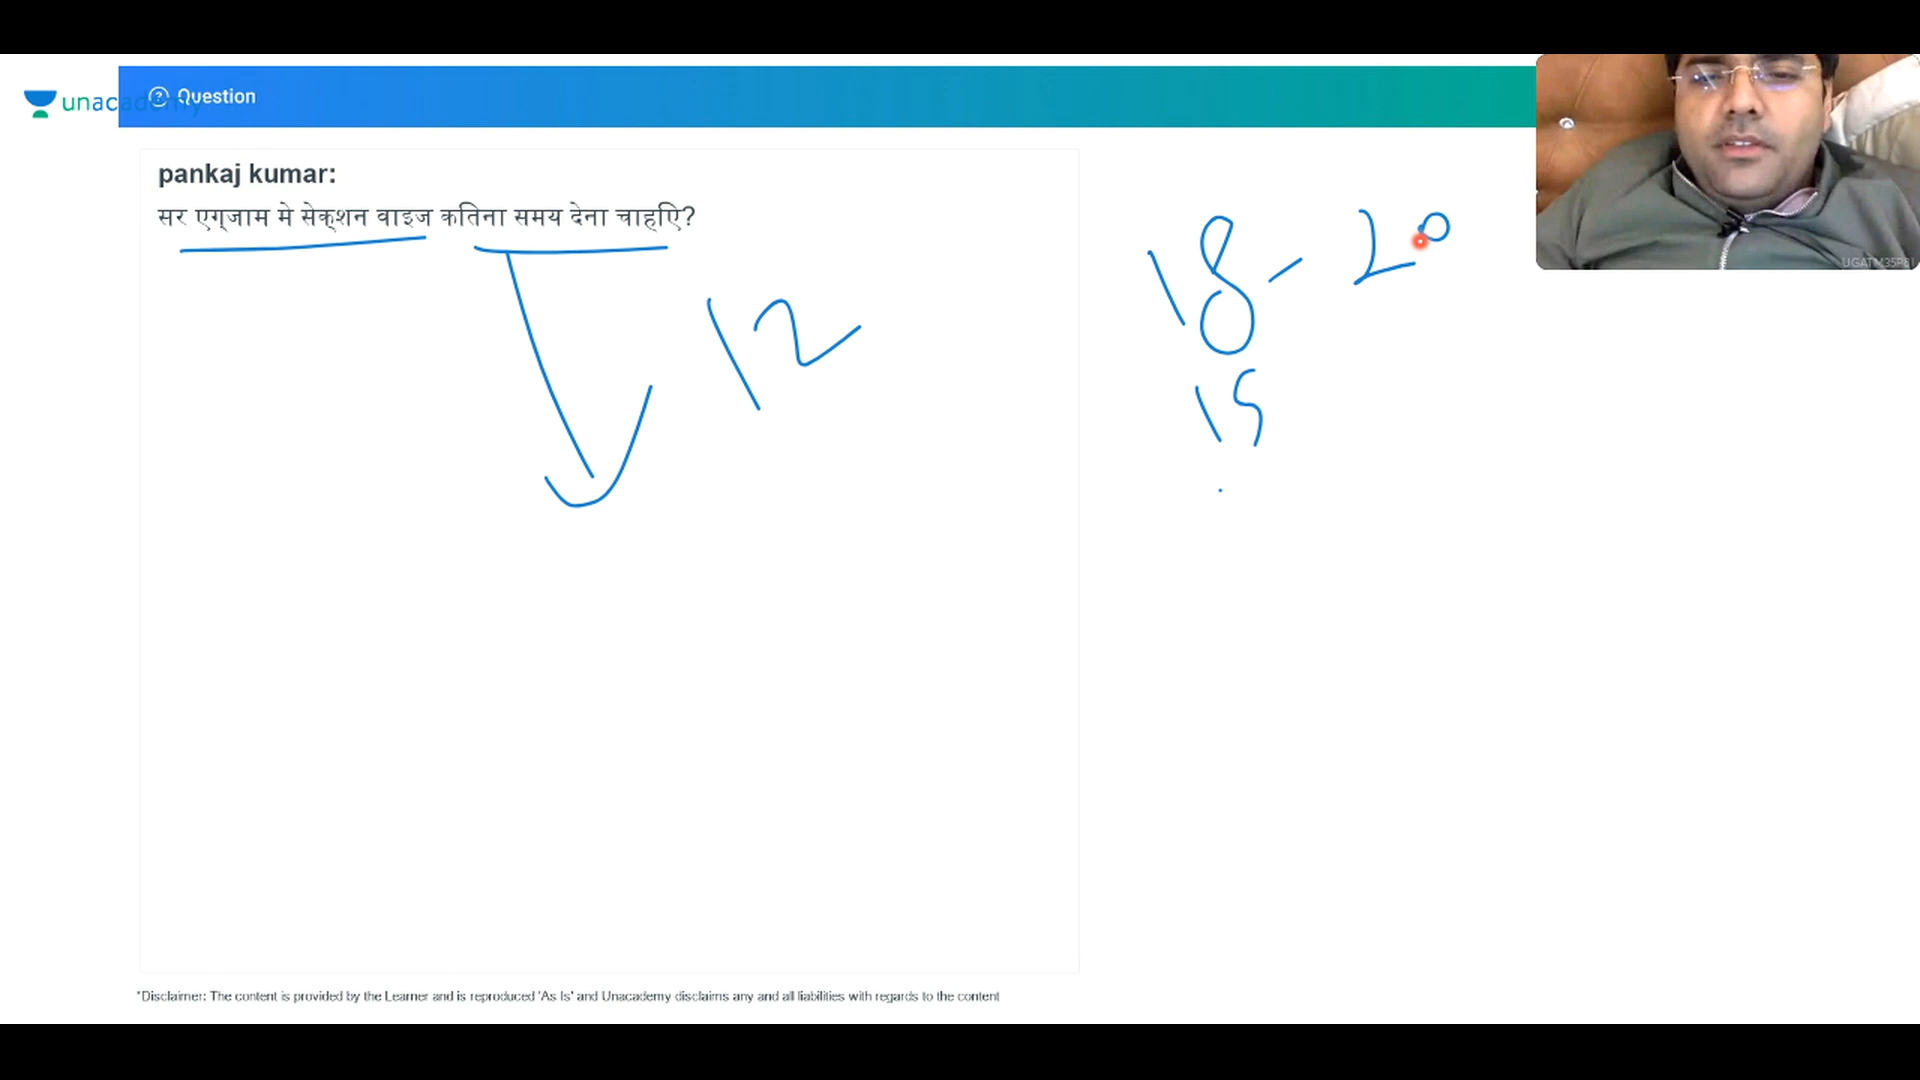 unacademy
Question
pankaj kumar:
सर एग्जाम मे सेक्शन वाइज कितना समय देना चाहिए?
12
18 - 20
15
UGATM35P81
*Disclaimer: The content is provided by the Learner and is reproduced 'As Is' and Unacademy disclaims any and all liabilities with regards to the content